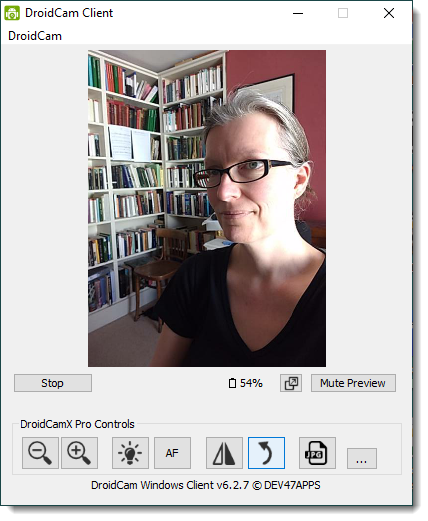 DroidCam Client
DroidCam
Stop
54%
Mute Preview
DroidCamX Pro Controls
AF
JPG
...
DroidCam Windows Client v6.2.7 © DEV47APPS